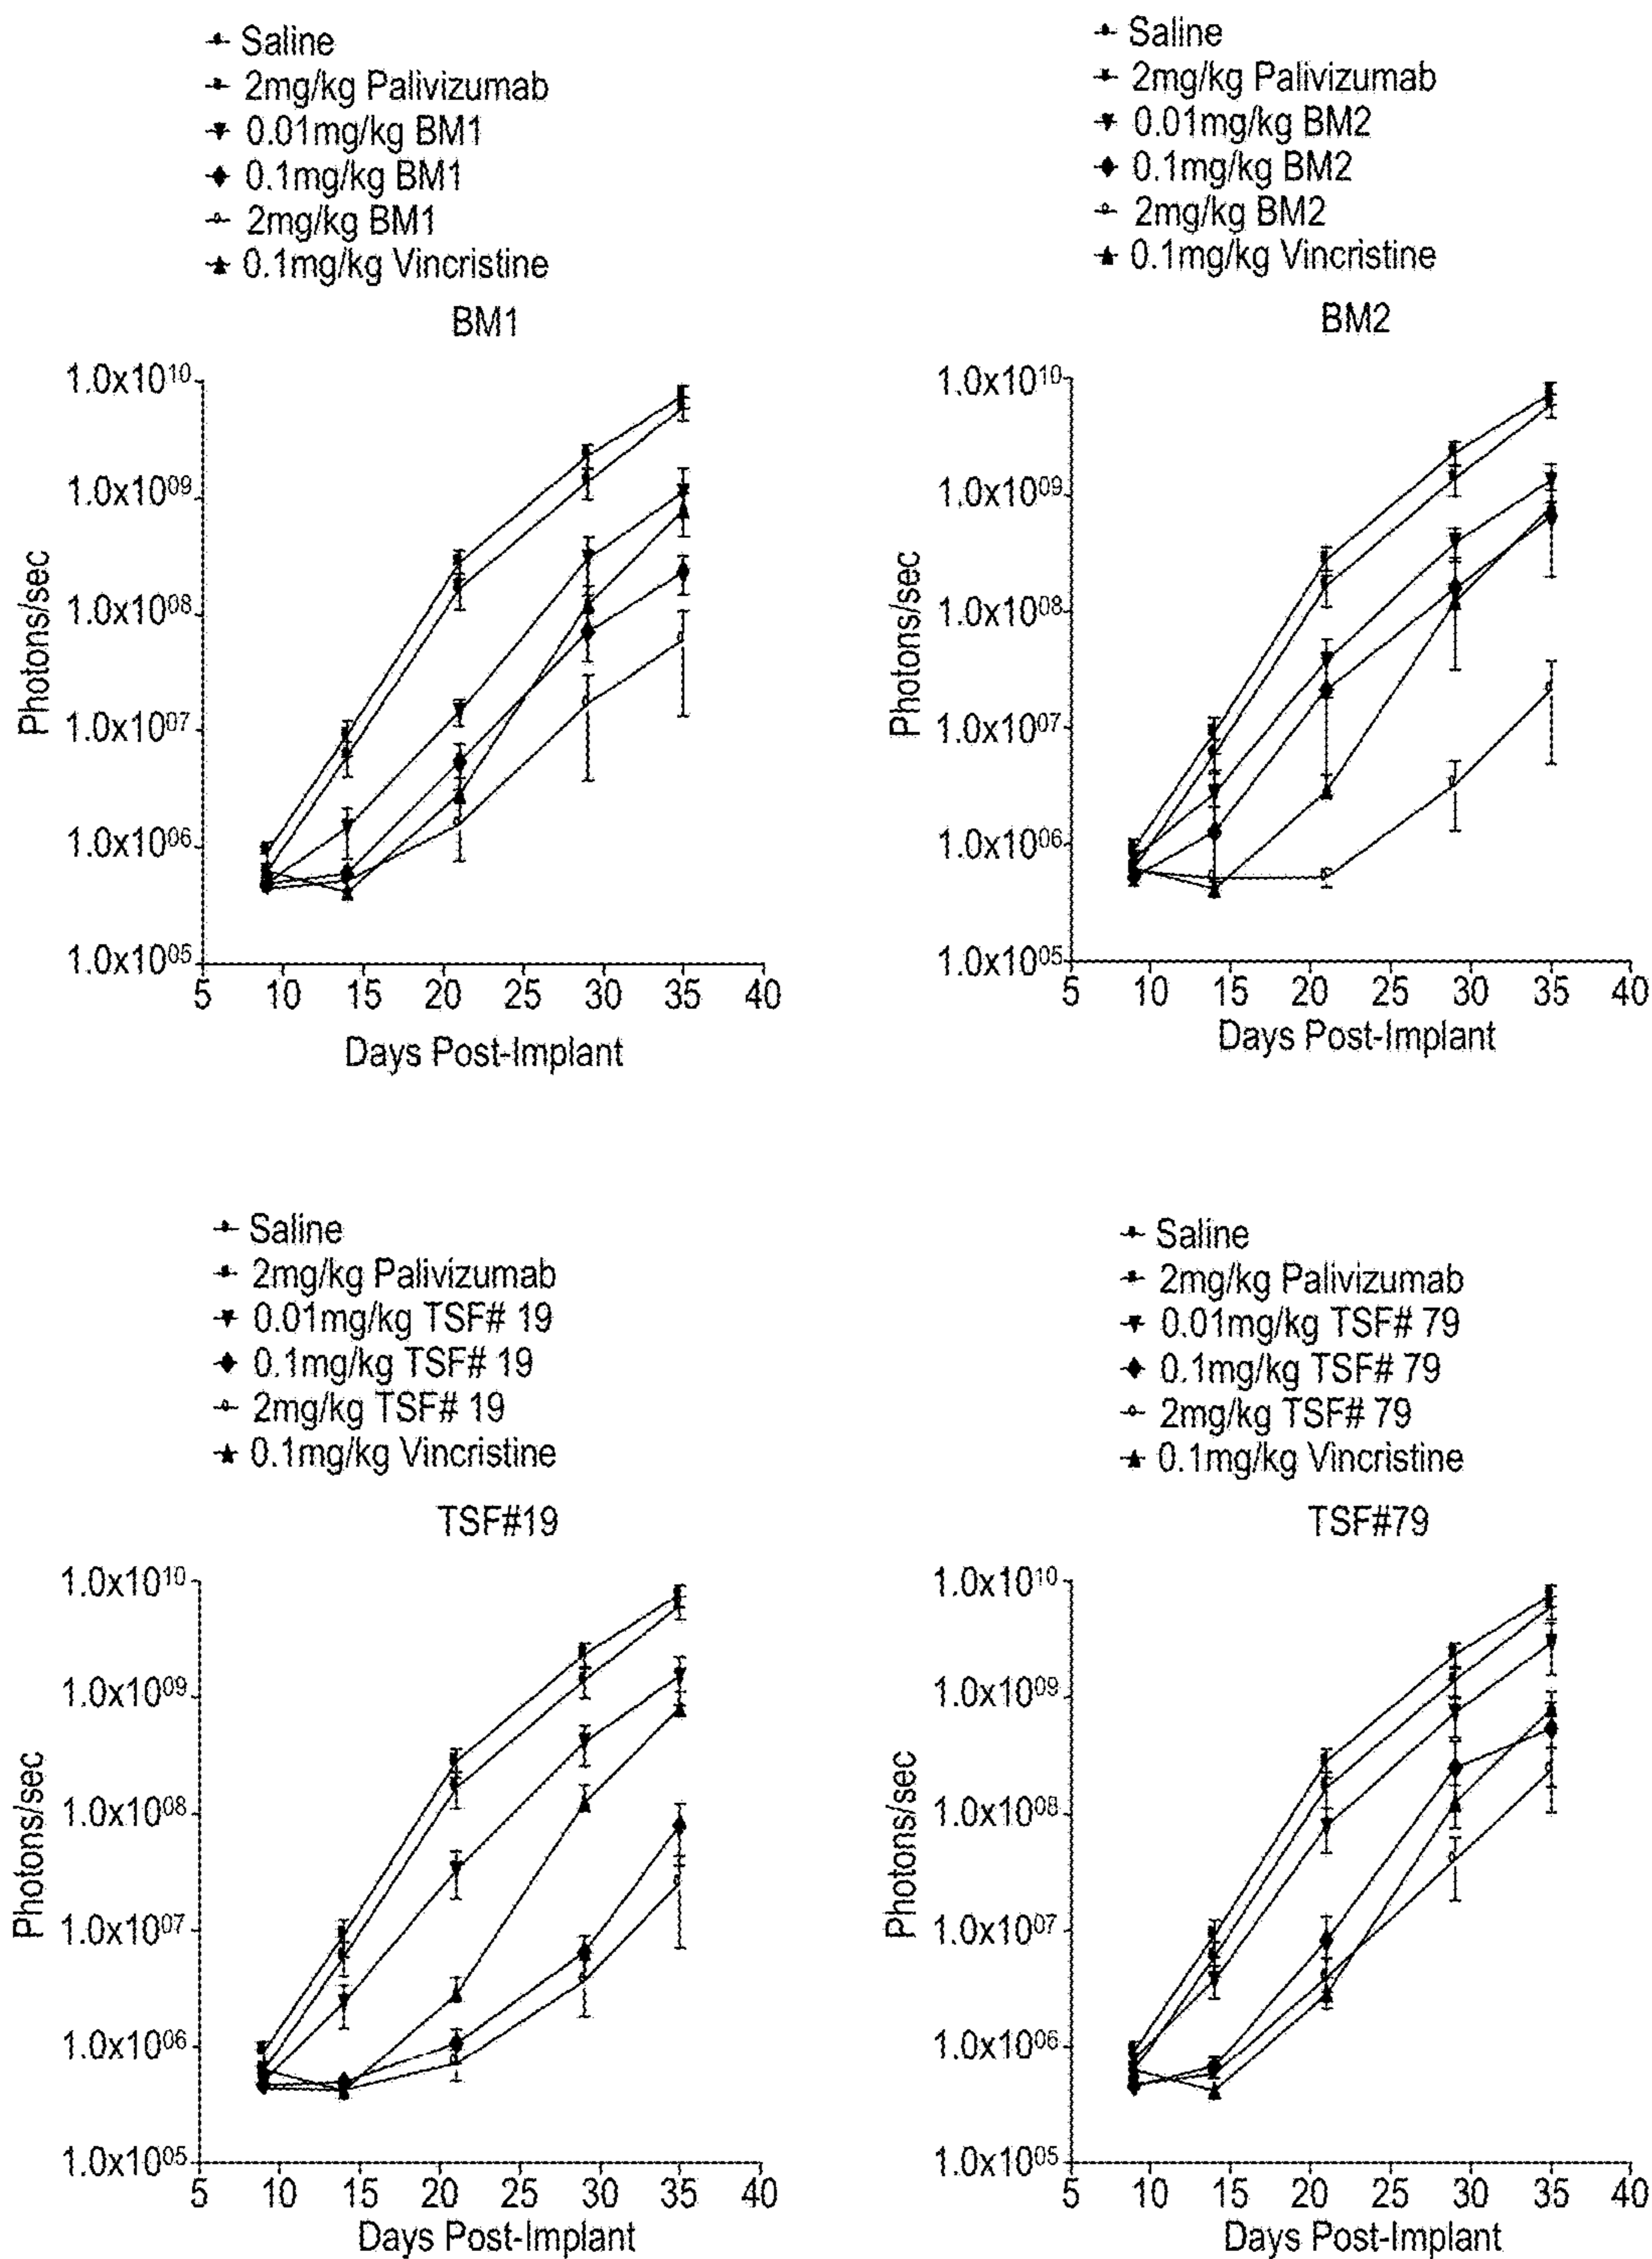 Saline
2mg/kg Palivizumab
0.01mg/kg BM1
0.1mg/kg BM1
2mg/kg BM1
0.1mg/kg Vincristine
BM1
1.0x10¹⁰
1.0x10⁰⁹
1.0x10⁰⁸
1.0x10⁰⁷
1.0x10⁰⁶
1.0x10⁰⁵
Photons/sec
5 10 15 20 25 30 35 40
Days Post-Implant
Saline
2mg/kg Palivizumab
0.01mg/kg BM2
0.1mg/kg BM2
2mg/kg BM2
0.1mg/kg Vincristine
BM2
1.0x10¹⁰
1.0x10⁰⁹
1.0x10⁰⁸
1.0x10⁰⁷
1.0x10⁰⁶
1.0x10⁰⁵
Photons/sec
5 10 15 20 25 30 35 40
Days Post-Implant
Saline
2mg/kg Palivizumab
0.01mg/kg TSF# 19
0.1mg/kg TSF# 19
2mg/kg TSF# 19
0.1mg/kg Vincristine
TSF#19
1.0x10¹⁰
1.0x10⁰⁹
1.0x10⁰⁸
1.0x10⁰⁷
1.0x10⁰⁶
1.0x10⁰⁵
Photons/sec
5 10 15 20 25 30 35 40
Days Post-Implant
Saline
2mg/kg Palivizumab
0.01mg/kg TSF# 79
0.1mg/kg TSF# 79
2mg/kg TSF# 79
0.1mg/kg Vincristine
TSF#79
1.0x10¹⁰
1.0x10⁰⁹
1.0x10⁰⁸
1.0x10⁰⁷
1.0x10⁰⁶
1.0x10⁰⁵
Photons/sec
5 10 15 20 25 30 35 40
Days Post-Implant